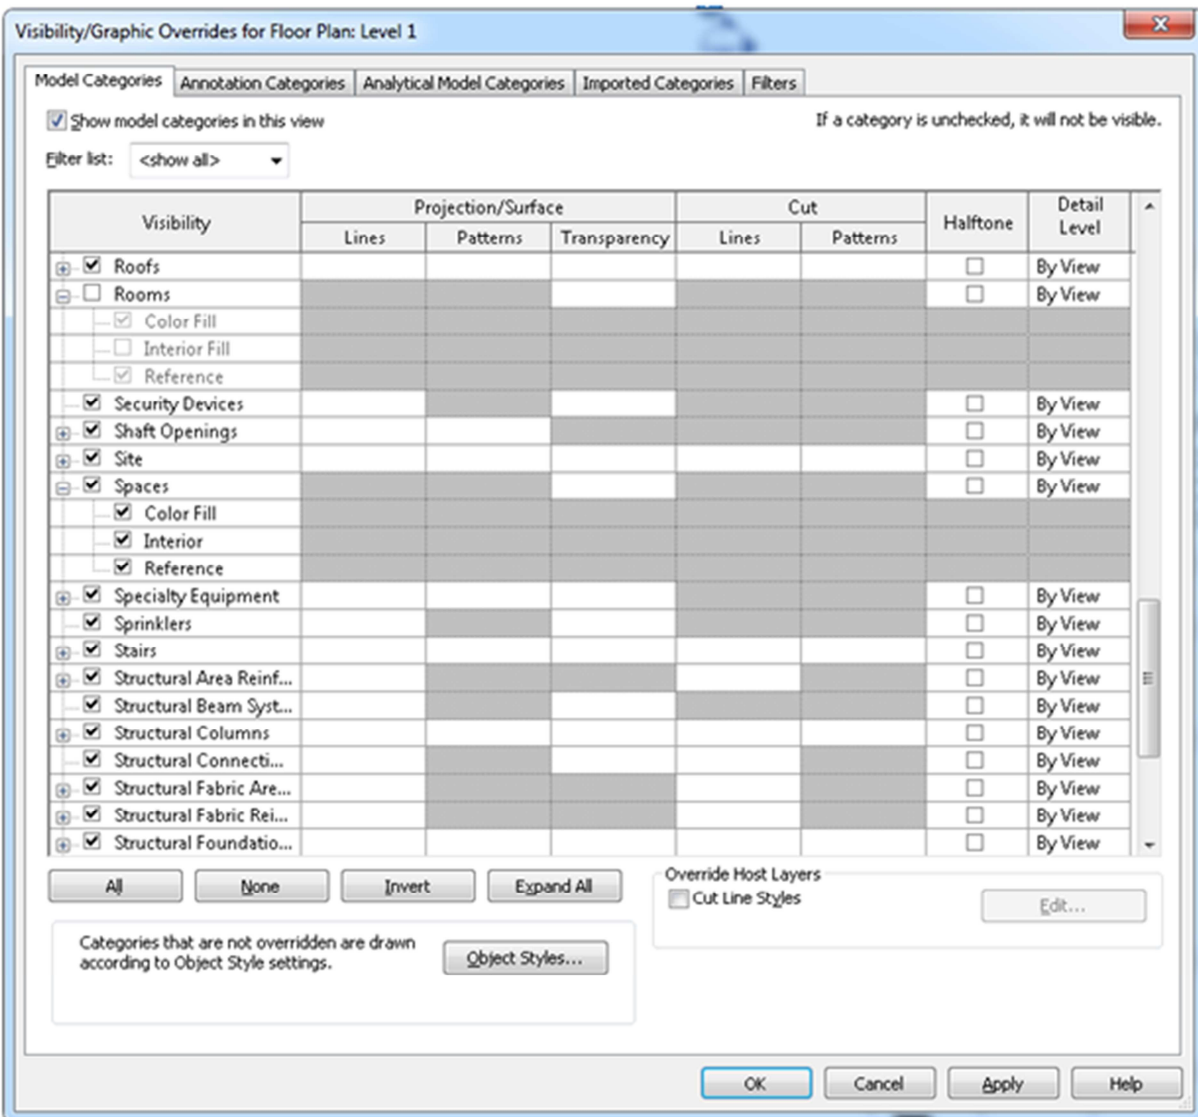 Visibility/Graphic Overrides for Floor Plan: Level 1
Model Categories Annotation Categories Analytical Model Categories Imported Categories Filters
Show model categories in this view If a category is unchecked, it will not be visible.
Filter list: <show all>
Visibility Projection/Surface Cut Halftone Detail Level
Lines Patterns Transparency Lines Patterns
Roofs By View
Rooms By View
Color Fill
Interior Fill
Reference
Security Devices By View
Shaft Openings By View
Site By View
Spaces By View
Color Fill
Interior
Reference
Specialty Equipment By View
Sprinklers By View
Stairs By View
Structural Area Reinf... By View
Structural Beam Syst... By View
Structural Columns By View
Structural Connecti... By View
Structural Fabric Are... By View
Structural Fabric Rei... By View
Structural Foundatio... By View
All None Invert Expand All
Override Host Layers
Cut Line Styles
Edit...
Categories that are not overridden are drawn
according to Object Style settings.
Object Styles...
OK Cancel Apply Help